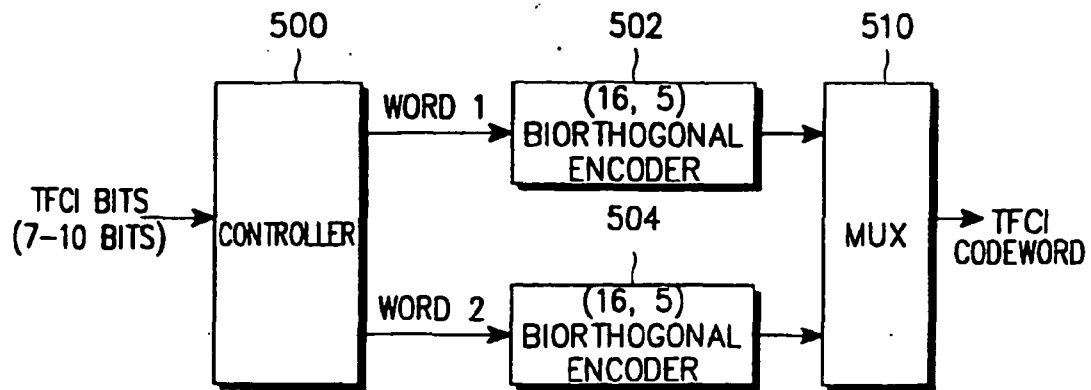 500
502
510
WORD 1
(16, 5)
BIORTHOGONAL
ENCODER
TFCI BITS
(7-10 BITS)
CONTROLLER
504
MUX
TFCI
CODEWORD
WORD 2
(16, 5)
BIORTHOGONAL
ENCODER